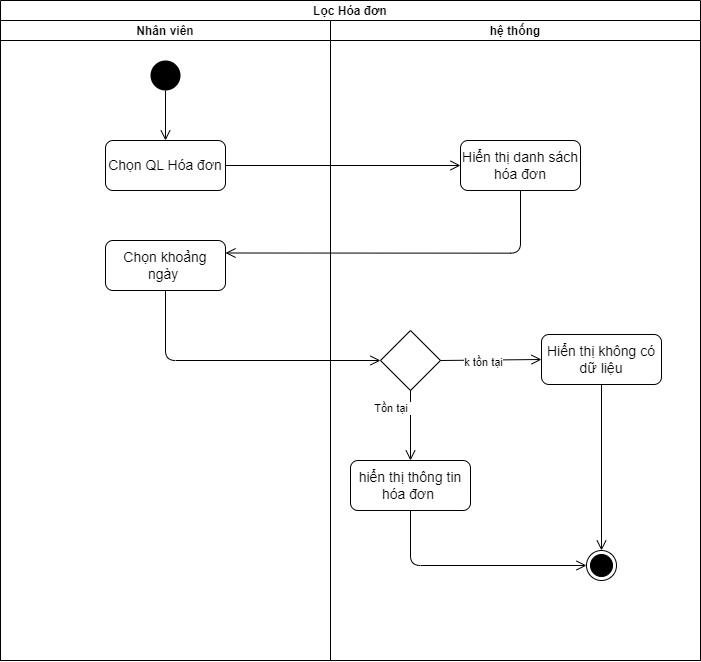 Lọc Hóa đơn
Nhân viên
hệ thống
Chọn QL Hóa đơn
Hiển thị danh sách
hóa đơn
Chọn khoảng
ngày
k tồn tại
Hiển thị không có
dữ liệu
Tồn tại
hiển thị thông tin
hóa đơn